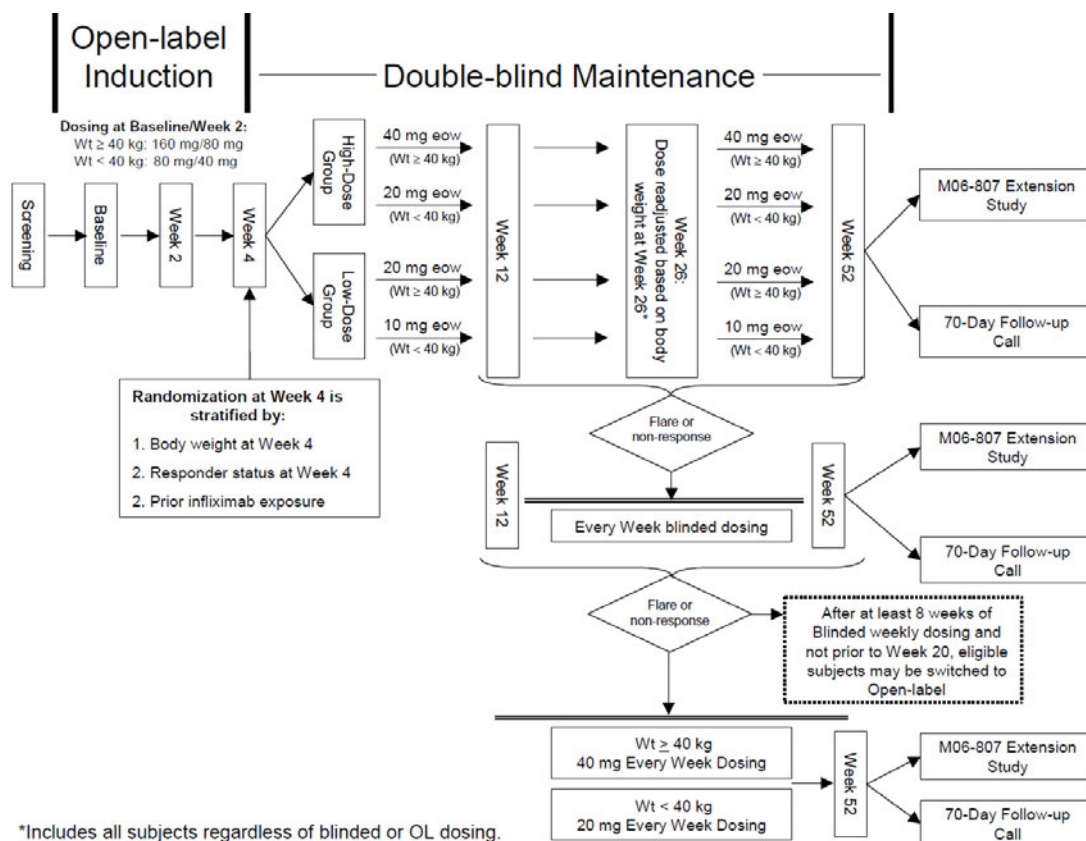 Open-label
Induction
Double-blind Maintenance
Dosing at Baseline/Week 2:
Wt ≥ 40 kg: 160 mg/80 mg
Wt < 40 kg: 80 mg/40 mg
Screening
Baseline
Week 2
Week 4
High-Dose
Group
Low-Dose
Group
40 mg eow
(Wt ≥ 40 kg)
20 mg eow
(Wt < 40 kg)
20 mg eow
(Wt ≥ 40 kg)
10 mg eow
(Wt < 40 kg)
Week 12
Week 26:
Dose readjusted based on body
weight at Week 26*
40 mg eow
(Wt ≥ 40 kg)
20 mg eow
(Wt < 40 kg)
20 mg eow
(Wt ≥ 40 kg)
10 mg eow
(Wt < 40 kg)
Week 52
M06-807 Extension
Study
70-Day Follow-up
Call
Randomization at Week 4 is
stratified by:
1. Body weight at Week 4
2. Responder status at Week 4
2. Prior infliximab exposure
Flare or
non-response
Week 12
Every Week blinded dosing
Week 52
M06-807 Extension
Study
70-Day Follow-up
Call
Flare or
non-response
After at least 8 weeks of
Blinded weekly dosing and
not prior to Week 20, eligible
subjects may be switched to
Open-label
Wt ≥ 40 kg
40 mg Every Week Dosing
Wt < 40 kg
20 mg Every Week Dosing
Week 52
M06-807 Extension
Study
70-Day Follow-up
Call
*Includes all subjects regardless of blinded or OL dosing.